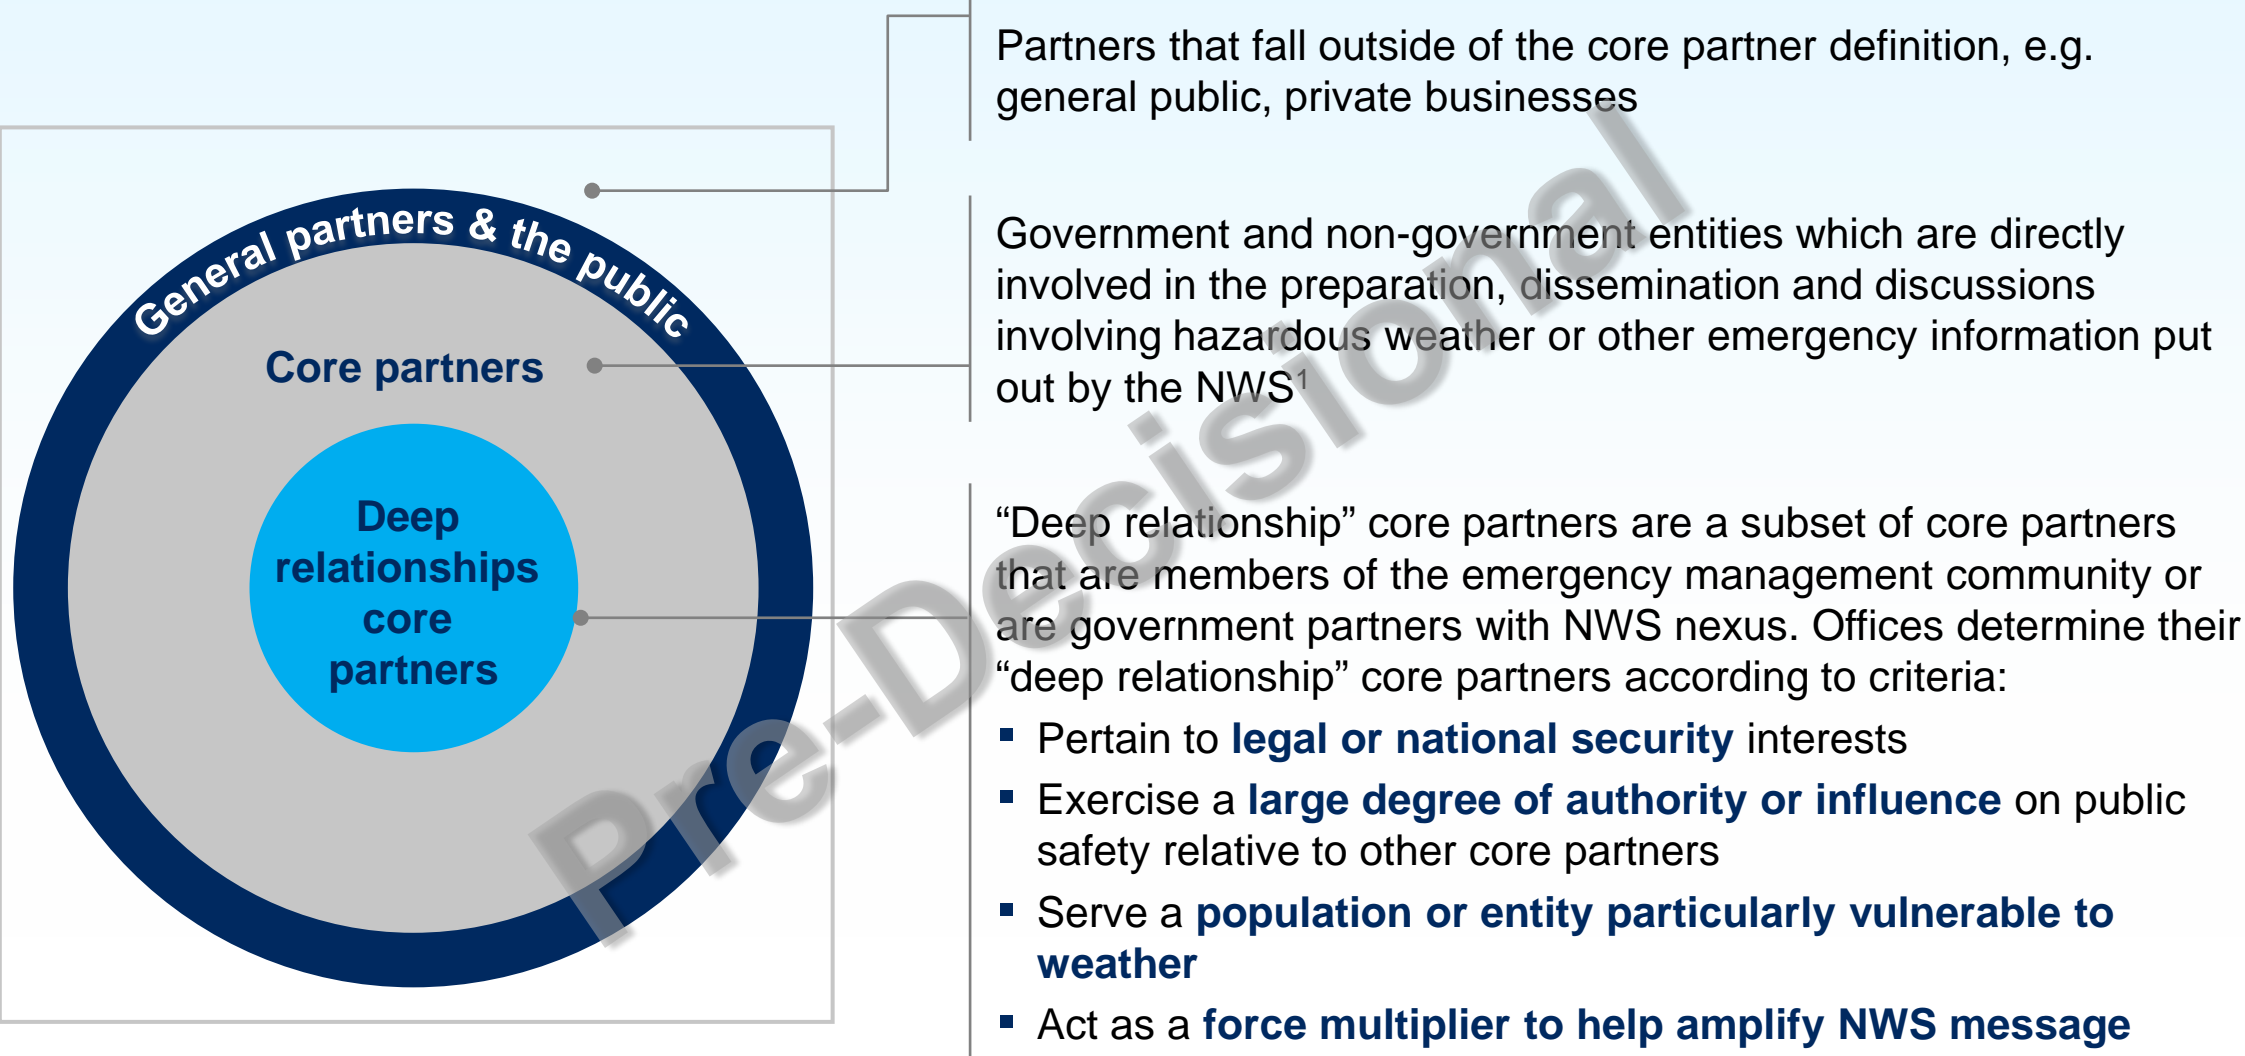 Partners that fall outside of the core partner definition, e.g.
general public, private businesses
General partners & the public
Government and non-government entities which are directly
involved in the preparation, dissemination and discussions
involving hazardous weather or other emergency information put
out by the NWS¹
Core partners
Deep
relationships
core
partners
“Deep relationship” core partners are a subset of core partners
that are members of the emergency management community or
are government partners with NWS nexus. Offices determine their
“deep relationship” core partners according to criteria:
▪ Pertain to legal or national security interests
▪ Exercise a large degree of authority or influence on public
safety relative to other core partners
▪ Serve a population or entity particularly vulnerable to
weather
▪ Act as a force multiplier to help amplify NWS message
Pre-Decisional